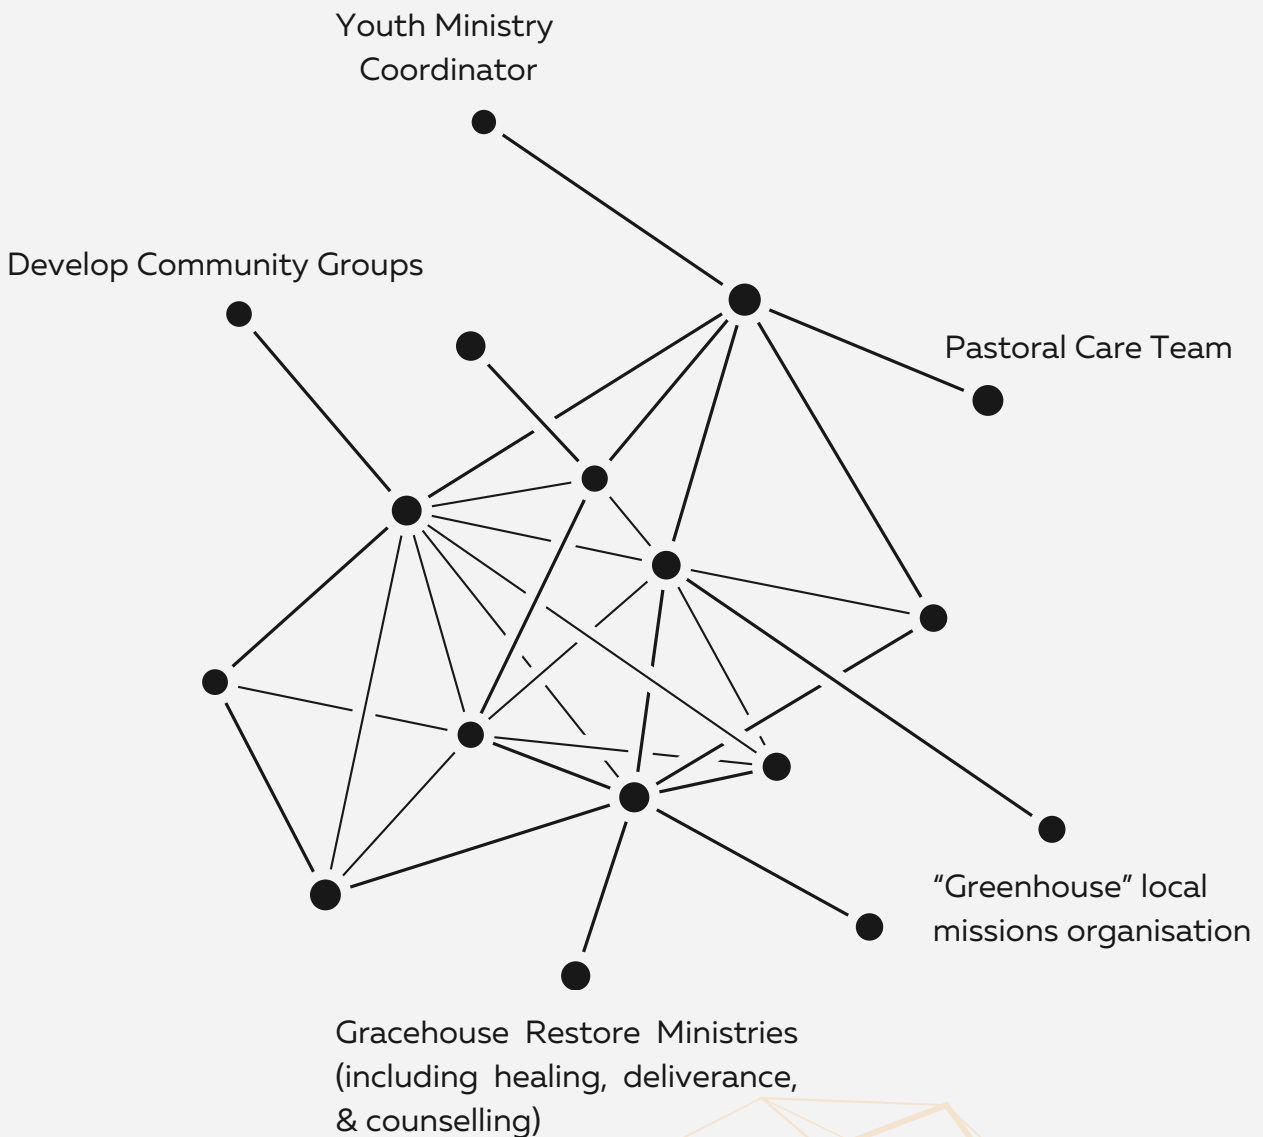 Youth Ministry
Coordinator
Develop Community Groups
Pastoral Care Team
“Greenhouse” local
missions organisation
Gracehouse Restore Ministries
(including healing, deliverance,
& counselling)